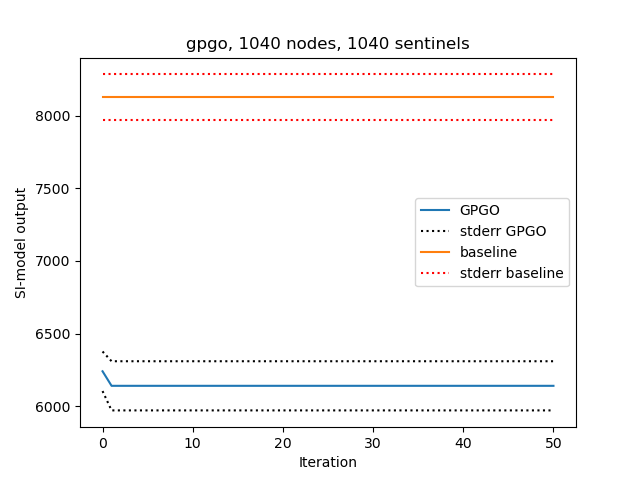 gpgo, 1040 nodes, 1040 sentinels
SI-model output
8000
7500
7000
6500
6000
GPGO
stderr GPGO
baseline
stderr baseline
0 10 20 30 40 50
Iteration